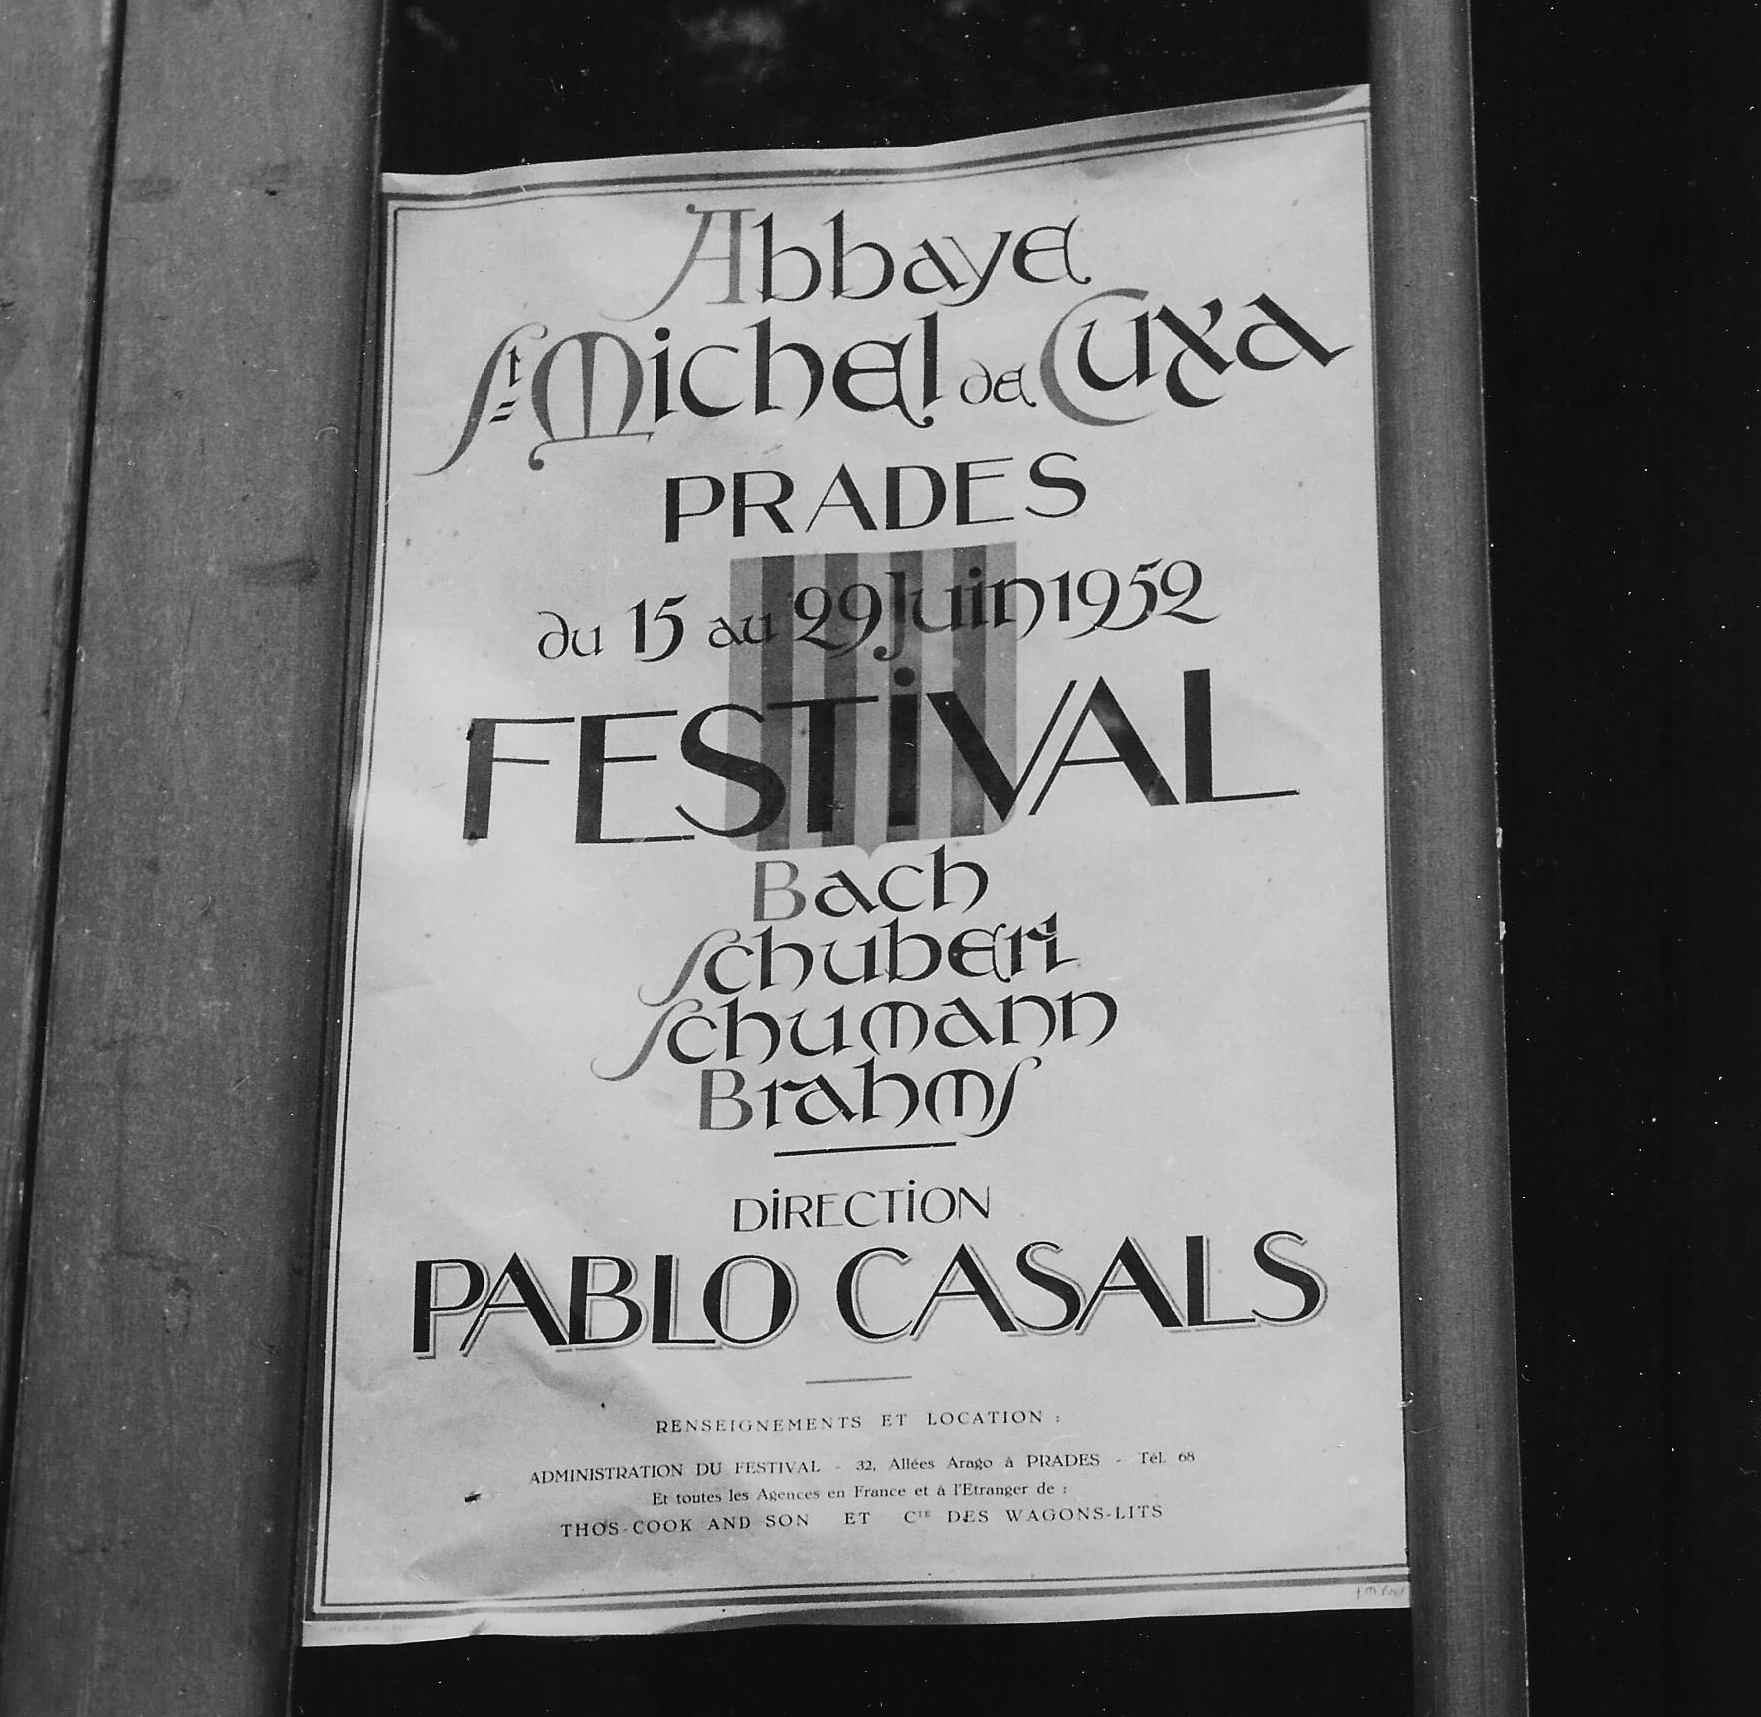 Abbaye
St Michel de Cuxa
PRADES
du 15 au 29 Juin 1952
FESTiVAL
Bach
Schubert
Schumann
Brahms
DiRECTiON
PABLO CASALS
RENSEIGNEMENTS ET LOCATION :
ADMINISTRATION DU FESTIVAL - 32, Allées Arago à PRADES - Tél. 68
Et toutes les Agences en France et à l'Etranger de :
THOS-COOK AND SON ET CIE DES WAGONS-LITS